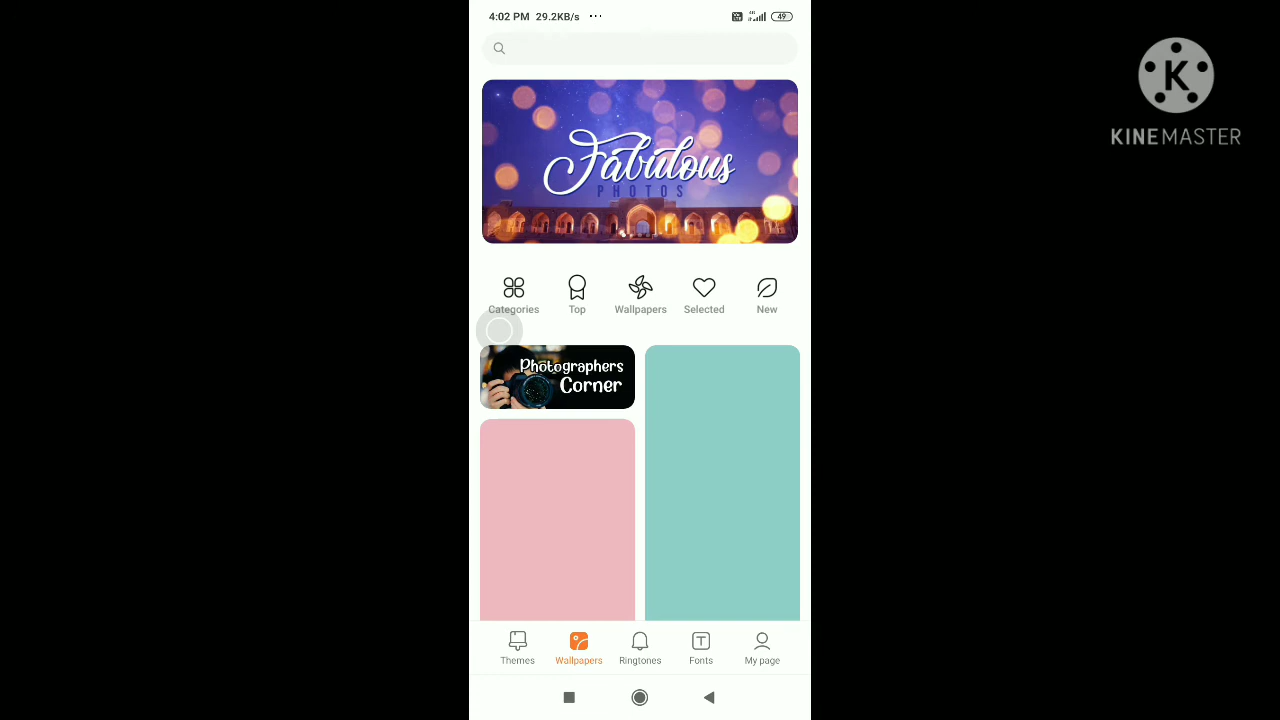 4:02 PM 29.2KB/s ... 49
KINEMASTER
Fabulous
PHOTOS
Categories Top Wallpapers Selected New
Photographers
Corner
Themes Wallpapers Ringtones Fonts My page